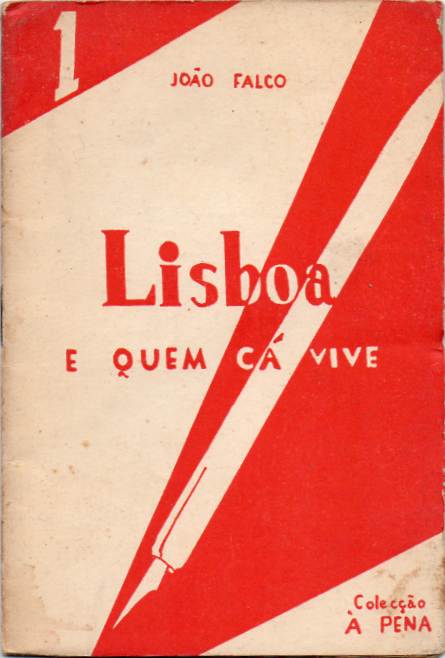 1
JOÃO FALCO
Lisboa
E QUEM CÁ VIVE
Colecção
À PENA